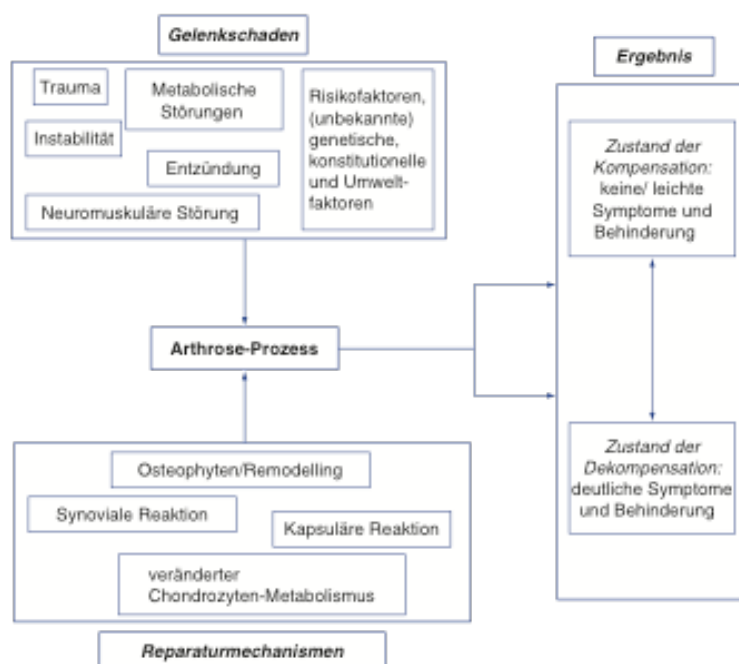 Gelenkschaden
Trauma
Metabolische
Störungen
Instabilität
Entzündung
Neuromuskuläre Störung
Risikofaktoren,
(unbekannte)
genetische,
konstitutionelle
und Umwelt-
faktoren
Arthrose-Prozess
Osteophyten/Remodelling
Synoviale Reaktion
Kapsuläre Reaktion
veränderter
Chondrozyten-Metabolismus
Reparaturmechanismen
Ergebnis
Zustand der
Kompensation:
keine/ leichte
Symptome und
Behinderung
Zustand der
Dekompensation:
deutliche Symptome
und Behinderung